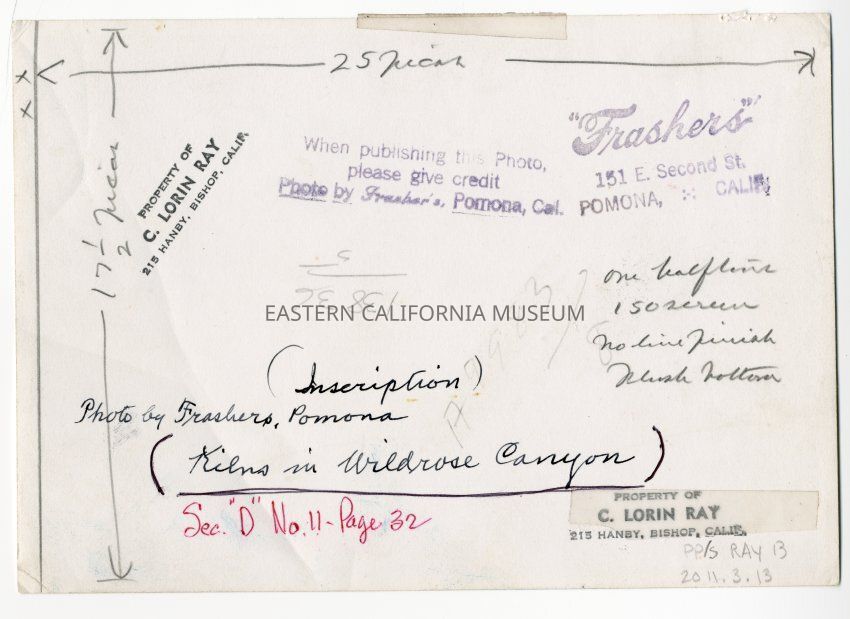 25 picas
17 1/2 picas
PROPERTY OF
C. LORIN RAY
215 HANBY, BISHOP, CALIF.
When publishing this Photo,
please give credit
Photo by Frasher's, Pomona, Cal.
"Frashers"
151 E. Second St.
POMONA, CALIF.
one halftone
150 screen
no line finish
flush bottom
EASTERN CALIFORNIA MUSEUM
(Inscription)
Photo by Frashers, Pomona
(Kilns in Wildrose Canyon)
Sec. "D" No. 11 - Page 32
PROPERTY OF
C. LORIN RAY
215 HANBY, BISHOP, CALIF.
PP/S RAY 13
2011.3.13